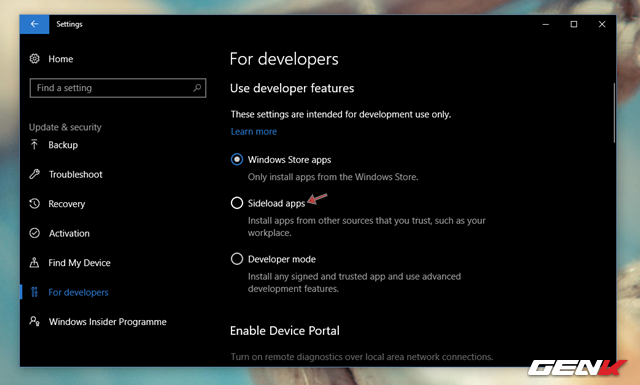 Settings
Home
Find a setting
Update & security
Backup
Troubleshoot
Recovery
Activation
Find My Device
For developers
Windows Insider Programme
For developers
Use developer features
These settings are intended for development use only.
Learn more
Windows Store apps
Only install apps from the Windows Store.
Sideload apps
Install apps from other sources that you trust, such as your
workplace.
Developer mode
Install any signed and trusted app and use advanced
development features.
Enable Device Portal
Turn on remote diagnostics over local area network connections.
GENK